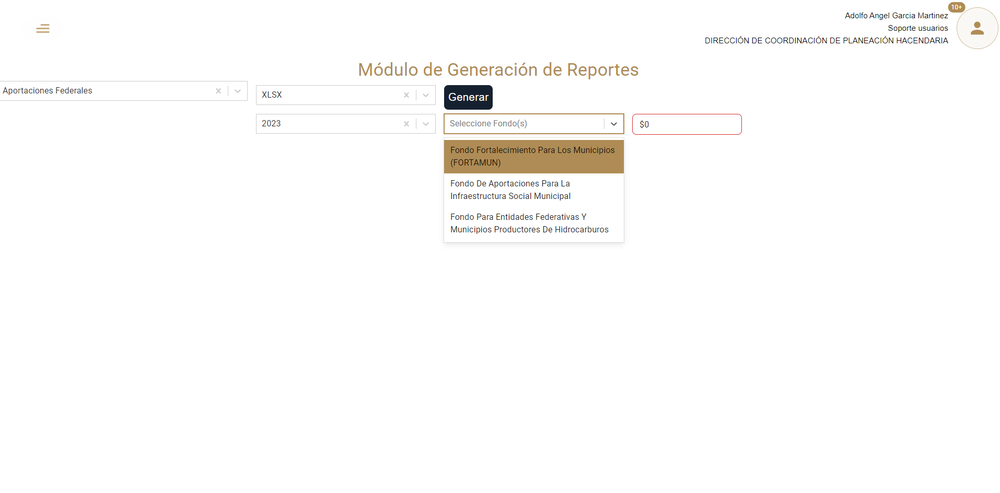 10+
Adolfo Angel Garcia Martinez
Soporte usuarios
DIRECCIÓN DE COORDINACIÓN DE PLANEACIÓN HACENDARIA
Módulo de Generación de Reportes
Aportaciones Federales
XLSX
Generar
2023
Seleccione Fondo(s)
$0
Fondo Fortalecimiento Para Los Municipios
(FORTAMUN)
Fondo De Aportaciones Para La
Infraestructura Social Municipal
Fondo Para Entidades Federativas Y
Municipios Productores De Hidrocarburos